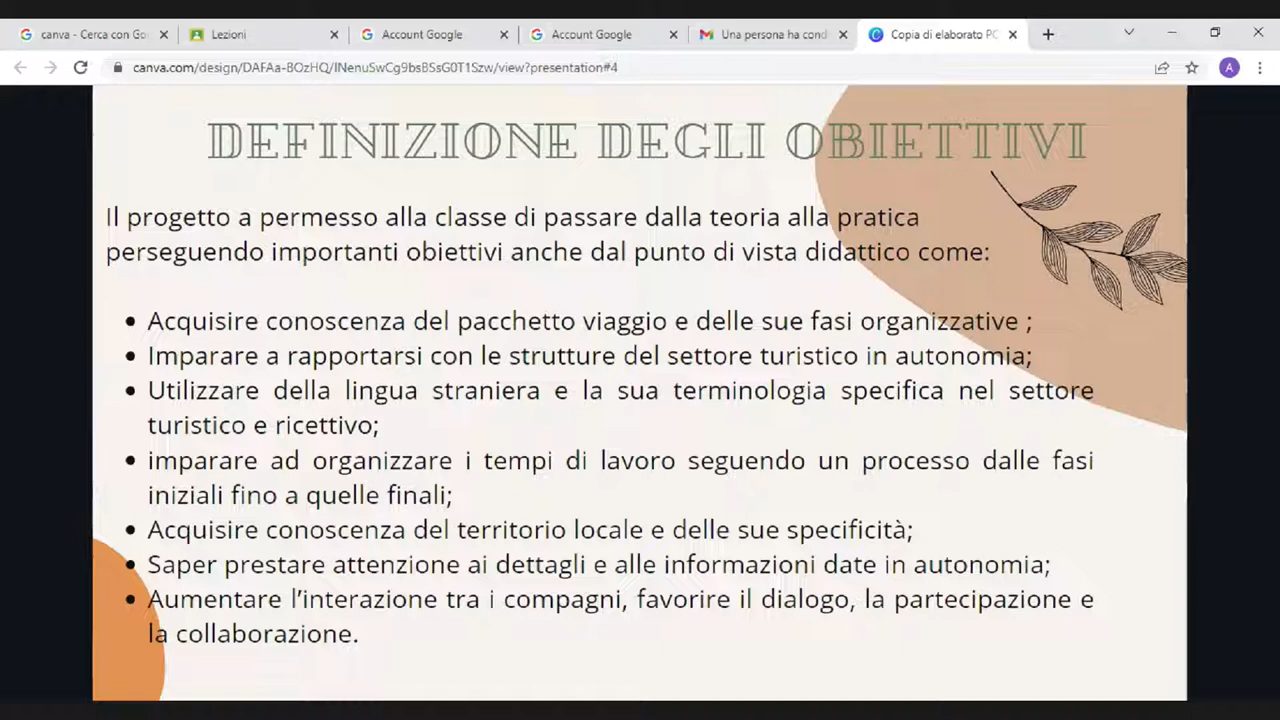 canva - Cerca con Go
Lezioni
Account Google
Account Google
Una persona ha cond
Copia di elaborato PC
canva.com/design/DAFAa-BOzHQ/INenuSwCg9bsBSsG0T1Szw/view?presentation#4
A
DEFINIZIONE DEGLI OBIETTIVI
Il progetto a permesso alla classe di passare dalla teoria alla pratica
perseguendo importanti obiettivi anche dal punto di vista didattico come:
• Acquisire conoscenza del pacchetto viaggio e delle sue fasi organizzative ;
• Imparare a rapportarsi con le strutture del settore turistico in autonomia;
• Utilizzare della lingua straniera e la sua terminologia specifica nel settore
turistico e ricettivo;
• imparare ad organizzare i tempi di lavoro seguendo un processo dalle fasi
iniziali fino a quelle finali;
• Acquisire conoscenza del territorio locale e delle sue specificità;
• Saper prestare attenzione ai dettagli e alle informazioni date in autonomia;
• Aumentare l'interazione tra i compagni, favorire il dialogo, la partecipazione e
la collaborazione.